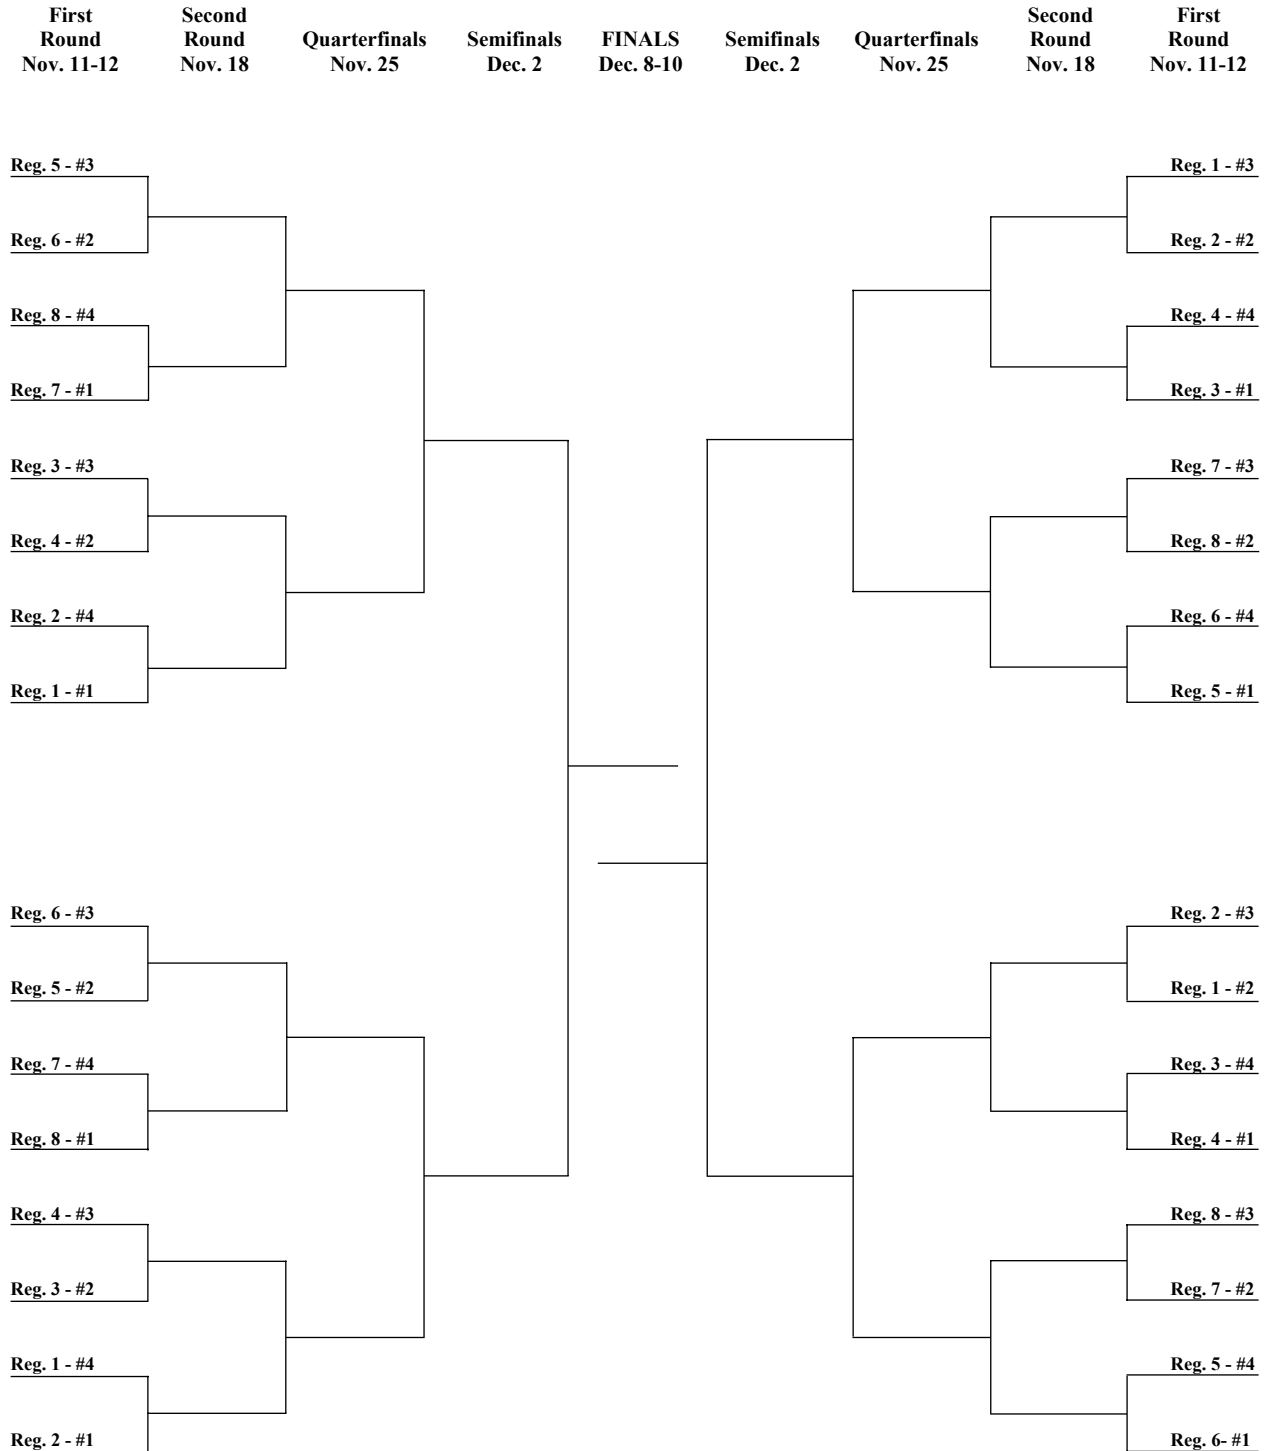 First Round Nov. 11-12
Second Round Nov. 18
Quarterfinals Nov. 25
Semifinals Dec. 2
FINALS Dec. 8-10
Semifinals Dec. 2
Quarterfinals Nov. 25
Second Round Nov. 18
First Round Nov. 11-12
Reg. 5 - #3
Reg. 6 - #2
Reg. 8 - #4
Reg. 7 - #1
Reg. 3 - #3
Reg. 4 - #2
Reg. 2 - #4
Reg. 1 - #1
Reg. 6 - #3
Reg. 5 - #2
Reg. 7 - #4
Reg. 8 - #1
Reg. 4 - #3
Reg. 3 - #2
Reg. 1 - #4
Reg. 2 - #1
Reg. 1 - #3
Reg. 2 - #2
Reg. 4 - #4
Reg. 3 - #1
Reg. 7 - #3
Reg. 8 - #2
Reg. 6 - #4
Reg. 5 - #1
Reg. 2 - #3
Reg. 1 - #2
Reg. 3 - #4
Reg. 4 - #1
Reg. 8 - #3
Reg. 7 - #2
Reg. 5 - #4
Reg. 6- #1